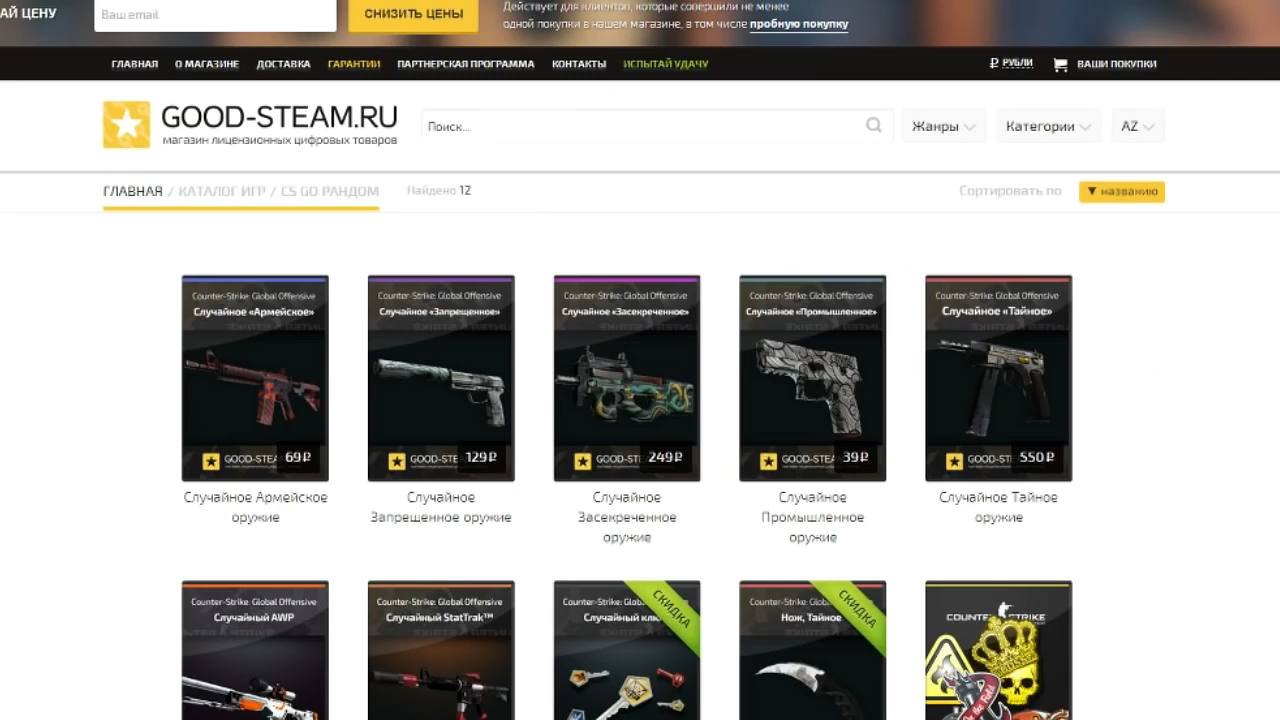 АЙ ЦЕНУ
Ваш email
СНИЗИТЬ ЦЕНЫ
Действует для клиентов, которые совершили не менее
одной покупки в нашем магазине, в том числе пробную покупку
ГЛАВНАЯ О МАГАЗИНЕ ДОСТАВКА ГАРАНТИИ ПАРТНЕРСКАЯ ПРОГРАММА КОНТАКТЫ ИСПЫТАЙ УДАЧУ ₽ РУБЛИ ВАШИ ПОКУПКИ
GOOD-STEAM.RU
магазин лицензионных цифровых товаров
Поиск...
Жанры
Категории
AZ
ГЛАВНАЯ / КАТАЛОГ ИГР / CS GO РАНДОМ
Найдено 12
Сортировать по
▼ названию
Counter-Strike: Global Offensive
Случайное «Армейское»
GOOD-STEA
69₽
Случайное Армейское
оружие
Counter-Strike: Global Offensive
Случайное «Запрещенное»
GOOD-STE
129₽
Случайное
Запрещенное оружие
Counter-Strike: Global Offensive
Случайное «Засекреченное»
GOOD-ST
249₽
Случайное
Засекреченное
оружие
Counter-Strike: Global Offensive
Случайное «Промышленное»
GOOD-STEA
39₽
Случайное
Промышленное
оружие
Counter-Strike: Global Offensive
Случайное «Тайное»
GOOD-ST
550₽
Случайное Тайное
оружие
Counter-Strike: Global Offensive
Случайный AWP
Counter-Strike: Global Offensive
Случайный StatTrak™
Counter-Strike: Global
Случайный клю
СКИДКА
Counter-Strike: Global
Нож, Тайное
СКИДКА
COUNTE STRIKE